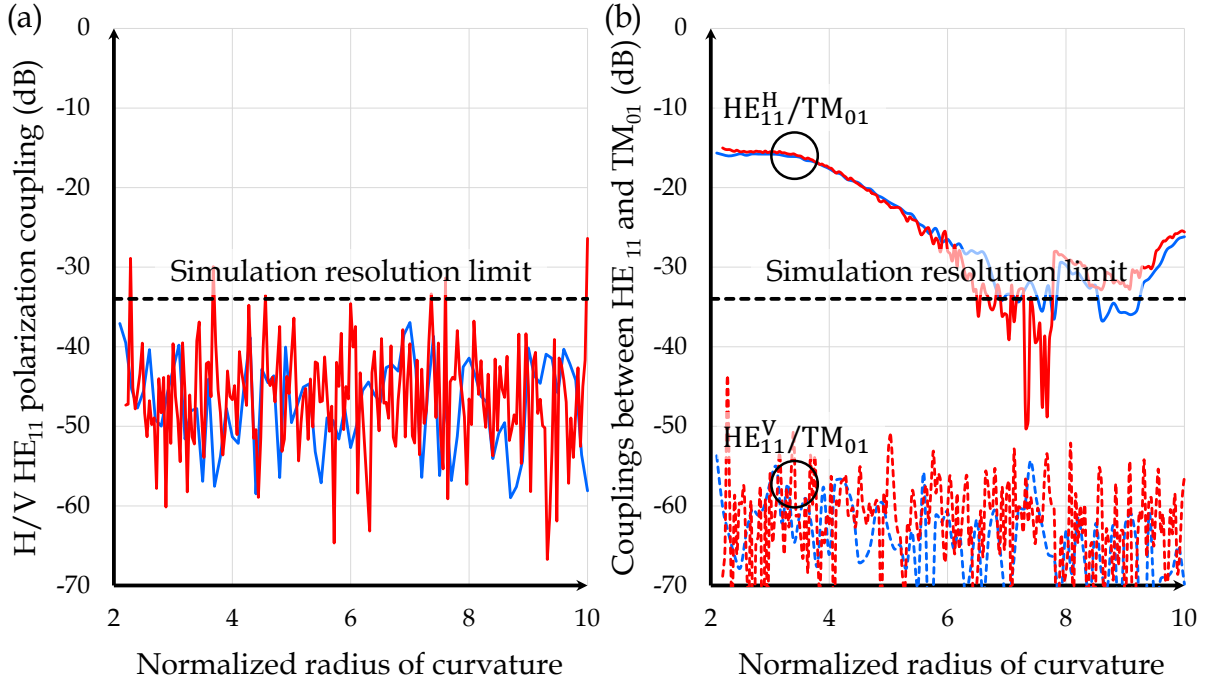 (a)
H/V HE11 polarization coupling (dB)
0
-10
-20
-30
-40
-50
-60
-70
Simulation resolution limit
2
4
6
8
10
Normalized radius of curvature
(b)
Couplings between HE11 and TM01 (dB)
0
-10
-20
-30
-40
-50
-60
-70
HE11^H/TM01
Simulation resolution limit
HE11^V/TM01
2
4
6
8
10
Normalized radius of curvature